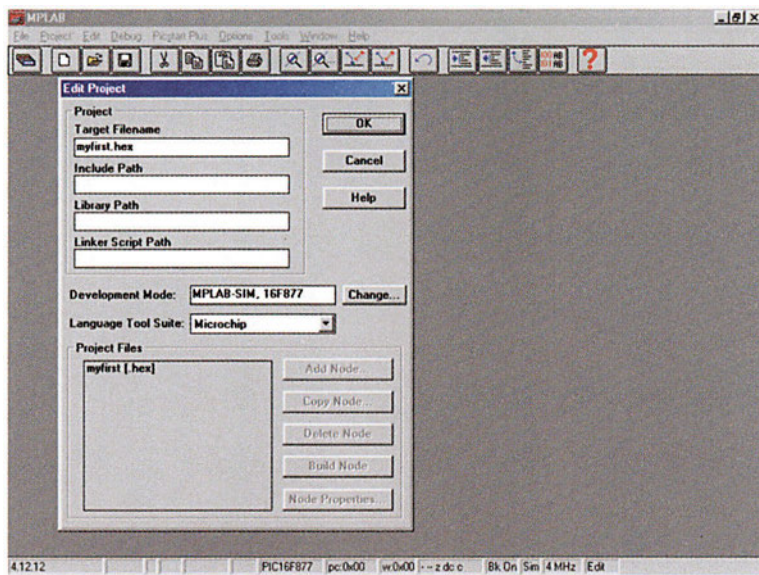 MPLAB
File Project Edit Debug Picstart Plus Options Tools Window Help
Edit Project
Project
Target Filename
myfirst.hex
Include Path
Library Path
Linker Script Path
OK
Cancel
Help
Development Mode: MPLAB-SIM, 16F877 Change...
Language Tool Suite: Microchip
Project Files
myfirst [.hex]
Add Node...
Copy Node...
Delete Node
Build Node
Node Properties...
4.12.12 PIC16F877 pc:0x00 w:0x00 - - z dc c Bk On Sim 4 MHz Edit